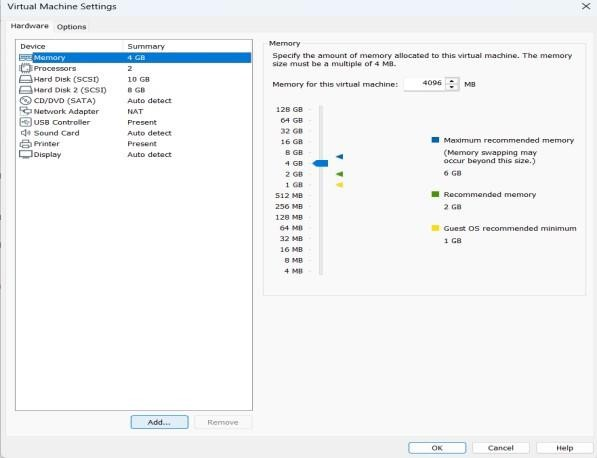 Virtual Machine Settings
Hardware Options
Device Summary
Memory 4 GB
Processors 2
Hard Disk (SCSI) 10 GB
Hard Disk 2 (SCSI) 8 GB
CD/DVD (SATA) Auto detect
Network Adapter NAT
USB Controller Present
Sound Card Auto detect
Printer Present
Display Auto detect
Add... Remove
Memory
Specify the amount of memory allocated to this virtual machine. The memory
size must be a multiple of 4 MB.
Memory for this virtual machine: 4096 MB
128 GB
64 GB
32 GB
16 GB
8 GB
4 GB
2 GB
1 GB
512 MB
256 MB
128 MB
64 MB
32 MB
16 MB
8 MB
4 MB
Maximum recommended memory
(Memory swapping may
occur beyond this size.)
6 GB
Recommended memory
2 GB
Guest OS recommended minimum
1 GB
OK Cancel Help